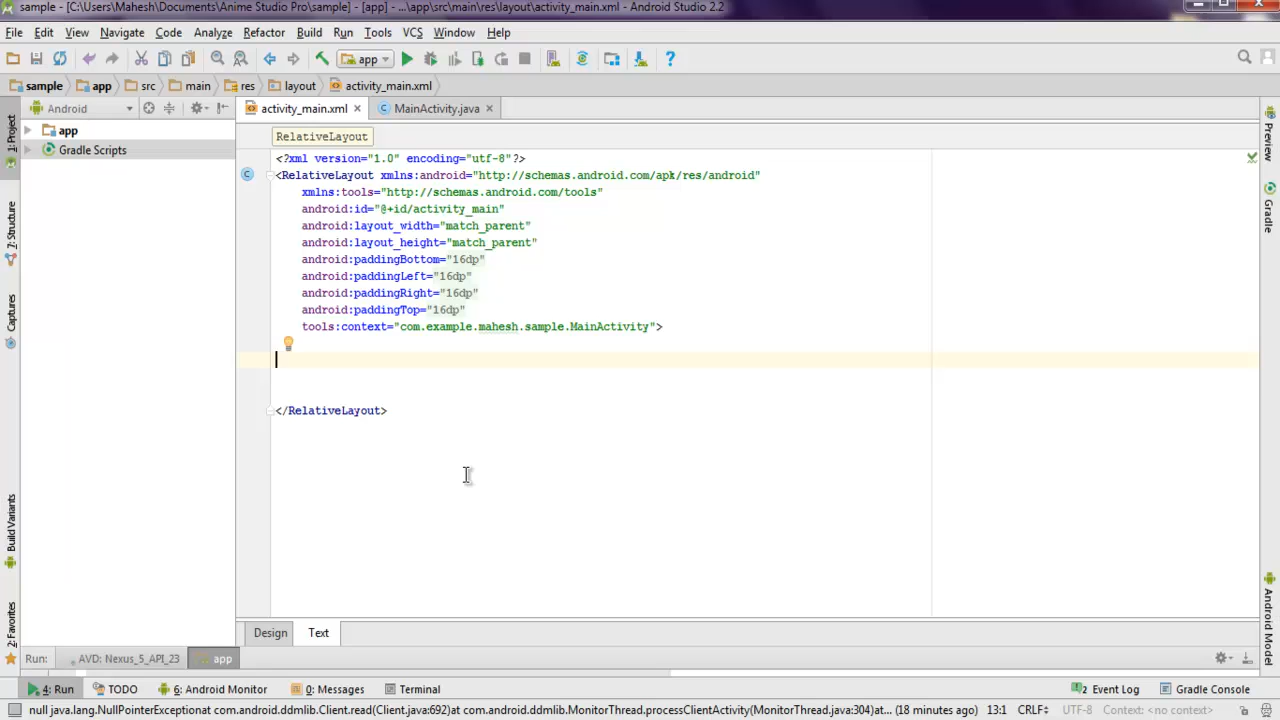 sample - [C:\Users\Mahesh\Documents\Anime Studio Pro\sample] - [app] - ...\app\src\main\res\layout\activity_main.xml - Android Studio 2.2
File Edit View Navigate Code Analyze Refactor Build Run Tools VCS Window Help
app
sample app src main res layout activity_main.xml
Android
activity_main.xml MainActivity.java
app
Gradle Scripts
RelativeLayout
<?xml version="1.0" encoding="utf-8"?>
<RelativeLayout xmlns:android="http://schemas.android.com/apk/res/android"
xmlns:tools="http://schemas.android.com/tools"
android:id="@+id/activity_main"
android:layout_width="match_parent"
android:layout_height="match_parent"
android:paddingBottom="16dp"
android:paddingLeft="16dp"
android:paddingRight="16dp"
android:paddingTop="16dp"
tools:context="com.example.mahesh.sample.MainActivity">
</RelativeLayout>
1: Project
7: Structure
Captures
Build Variants
2: Favorites
Preview
Gradle
Android Model
Design Text
Run: AVD: Nexus_5_API_23 app
4: Run TODO 6: Android Monitor 0: Messages Terminal 2 Event Log Gradle Console
null java.lang.NullPointerExceptionat com.android.ddmlib.Client.read(Client.java:692)at com.android.ddmlib.MonitorThread.processClientActivity(MonitorThread.java:304)at... (18 minutes ago) 13:1 CRLF UTF-8 Context: <no context>